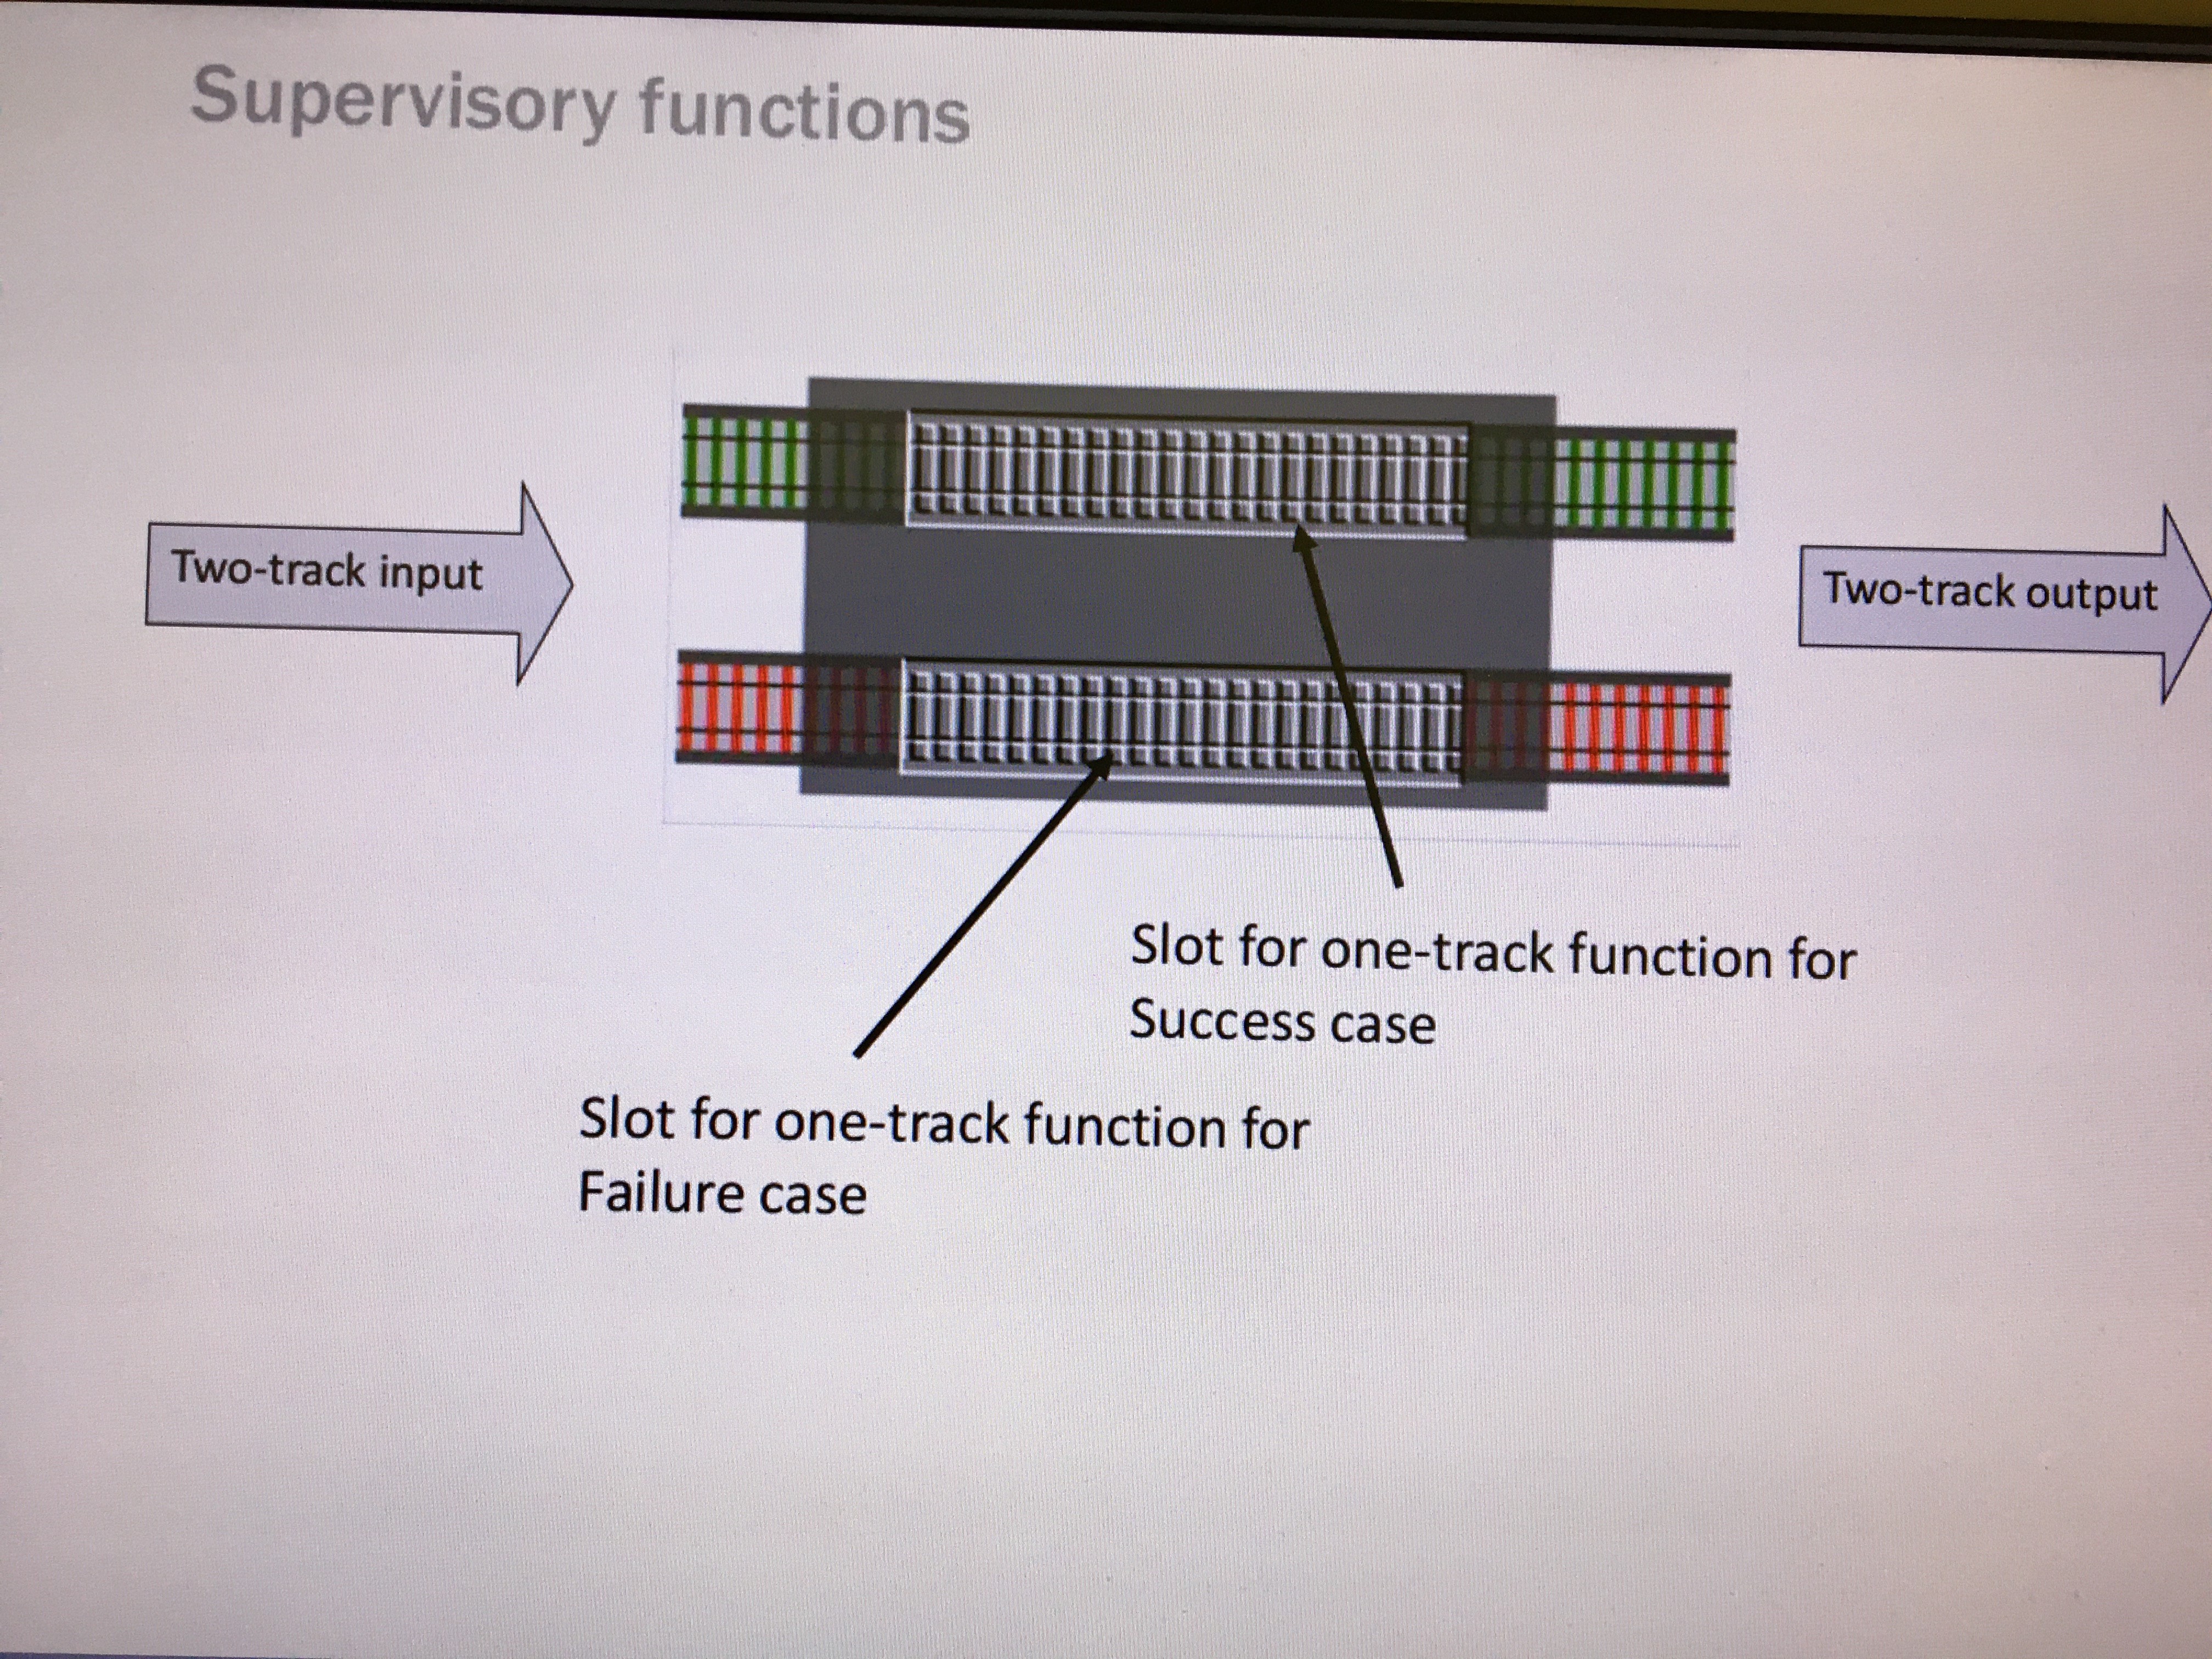 Supervisory functions
Two-track input
Two-track output
Slot for one-track function for
Success case
Slot for one-track function for
Failure case